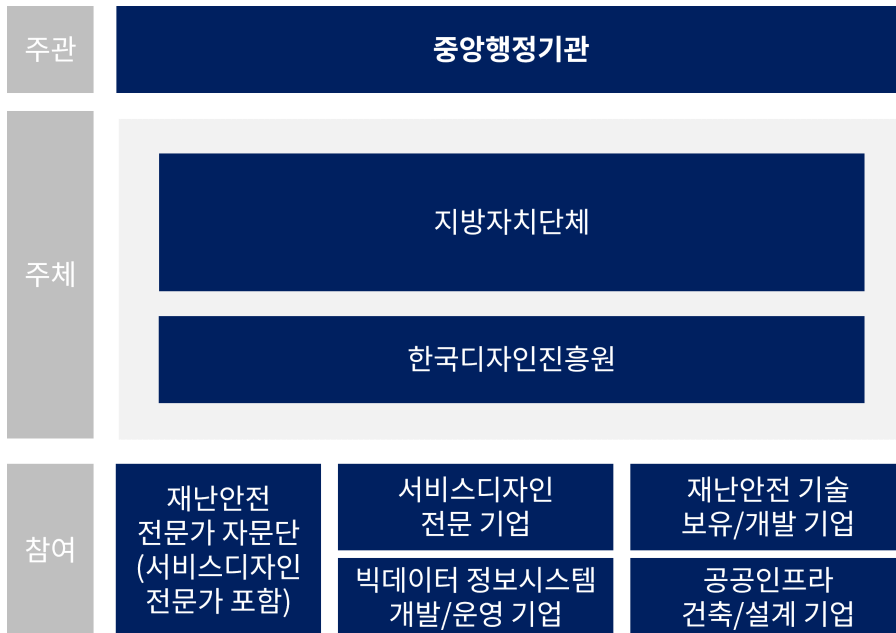 주관
중앙행정기관
주체
지방자치단체
한국디자인진흥원
참여
재난안전
전문가 자문단
(서비스디자인
전문가 포함)
서비스디자인
전문 기업
재난안전 기술
보유/개발 기업
빅데이터 정보시스템
개발/운영 기업
공공인프라
건축/설계 기업